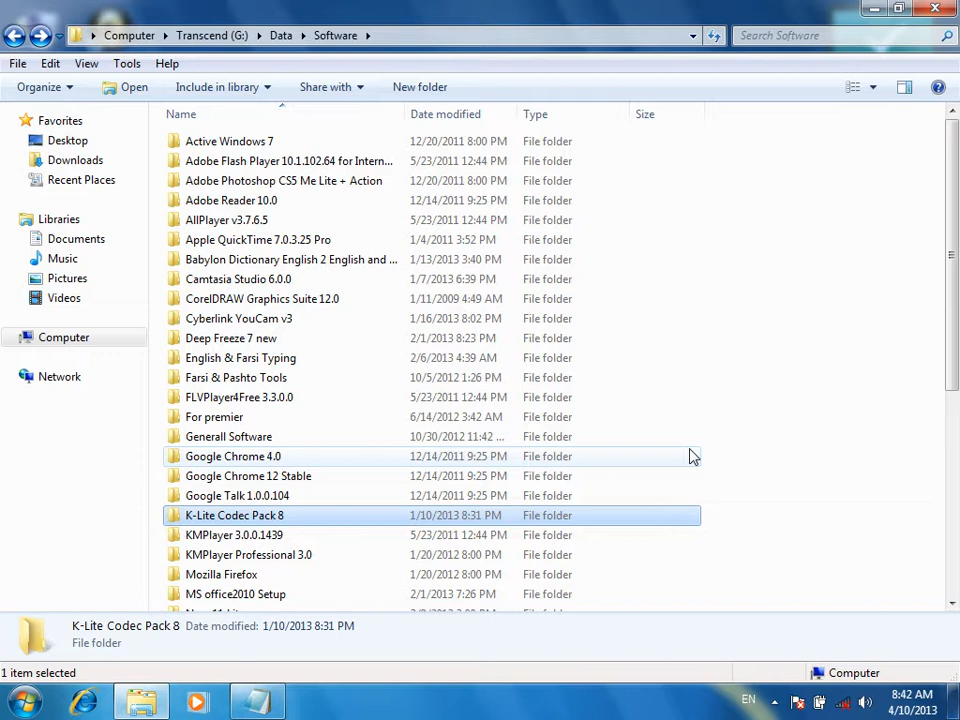 Computer Transcend (G:) Data Software Search Software
File Edit View Tools Help
Organize Open Include in library Share with New folder
Name Date modified Type Size
Favorites
Desktop
Downloads
Recent Places
Libraries
Documents
Music
Pictures
Videos
Computer
Network
Active Windows 7 12/20/2011 8:00 PM File folder
Adobe Flash Player 10.1.102.64 for Intern... 5/23/2011 12:44 PM File folder
Adobe Photoshop CS5 Me Lite + Action 12/20/2011 8:00 PM File folder
Adobe Reader 10.0 12/14/2011 9:25 PM File folder
AllPlayer v3.7.6.5 5/23/2011 12:44 PM File folder
Apple QuickTime 7.0.3.25 Pro 1/4/2011 3:52 PM File folder
Babylon Dictionary English 2 English and ... 1/13/2013 3:40 PM File folder
Camtasia Studio 6.0.0 1/7/2013 6:39 PM File folder
CorelDRAW Graphics Suite 12.0 1/11/2009 4:49 AM File folder
Cyberlink YouCam v3 1/16/2013 8:02 PM File folder
Deep Freeze 7 new 2/1/2013 8:23 PM File folder
English & Farsi Typing 2/6/2013 4:39 AM File folder
Farsi & Pashto Tools 10/5/2012 1:26 PM File folder
FLVPlayer4Free 3.3.0.0 5/23/2011 12:44 PM File folder
For premier 6/14/2012 3:42 AM File folder
Generall Software 10/30/2012 11:42 ... File folder
Google Chrome 4.0 12/14/2011 9:25 PM File folder
Google Chrome 12 Stable 12/14/2011 9:25 PM File folder
Google Talk 1.0.0.104 12/14/2011 9:25 PM File folder
K-Lite Codec Pack 8 1/10/2013 8:31 PM File folder
KMPlayer 3.0.0.1439 5/23/2011 12:44 PM File folder
KMPlayer Professional 3.0 1/20/2012 8:00 PM File folder
Mozilla Firefox 1/20/2012 8:00 PM File folder
MS office2010 Setup 2/1/2013 7:26 PM File folder
K-Lite Codec Pack 8 Date modified: 1/10/2013 8:31 PM
File folder
1 item selected Computer
EN 8:42 AM
4/10/2013